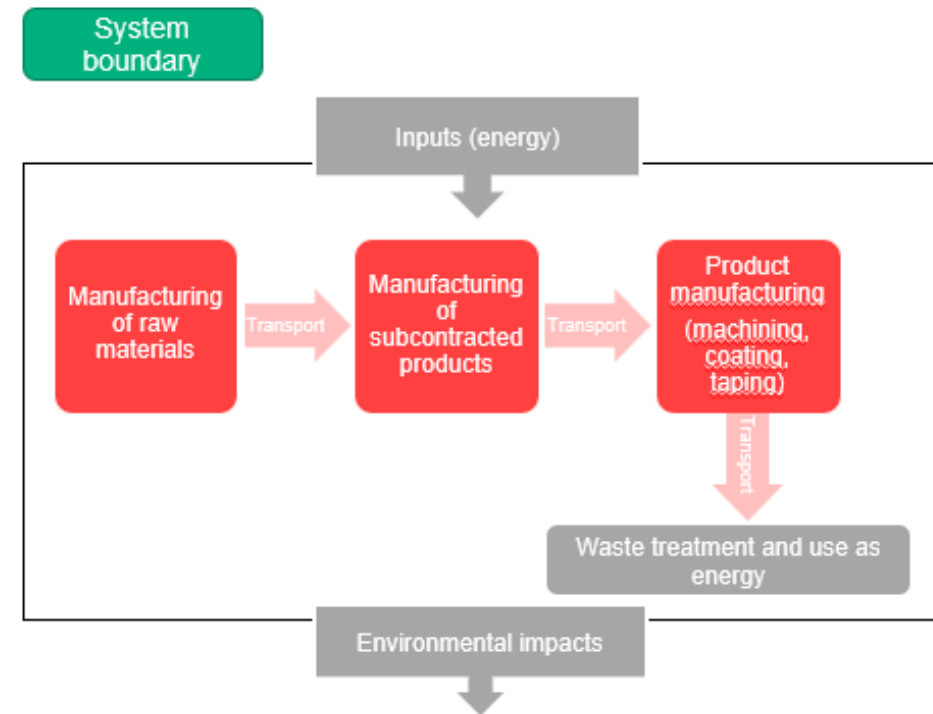 System
boundary
Inputs (energy)
Manufacturing
of raw
materials
Transport
Manufacturing
of
subcontracted
products
Transport
Product
manufacturing
(machining,
coating,
taping)
Transport
Waste treatment and use as
energy
Environmental impacts